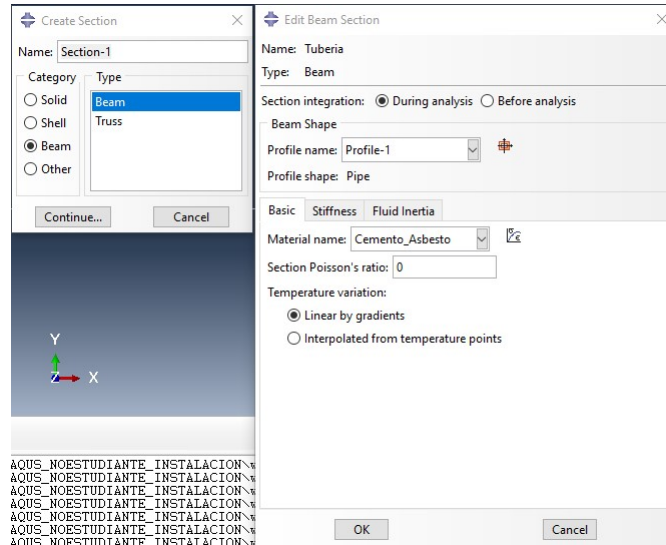 Create Section
Name: Section-1
Category Type
Solid
Shell
Beam
Other
Beam
Truss
Continue... Cancel
Y
Z X
AQUS_NOESTUDIANTE_INSTALACION\
AQUS_NOESTUDIANTE_INSTALACION\
AQUS_NOESTUDIANTE_INSTALACION\
AQUS_NOESTUDIANTE_INSTALACION\
AQUS_NOESTUDIANTE_INSTALACION\
AQUS_NOESTUDIANTE_INSTALACION\
Edit Beam Section
Name: Tuberia
Type: Beam
Section integration: During analysis Before analysis
Beam Shape
Profile name: Profile-1
Profile shape: Pipe
Basic Stiffness Fluid Inertia
Material name: Cemento_Asbesto
Section Poisson's ratio: 0
Temperature variation:
Linear by gradients
Interpolated from temperature points
OK Cancel